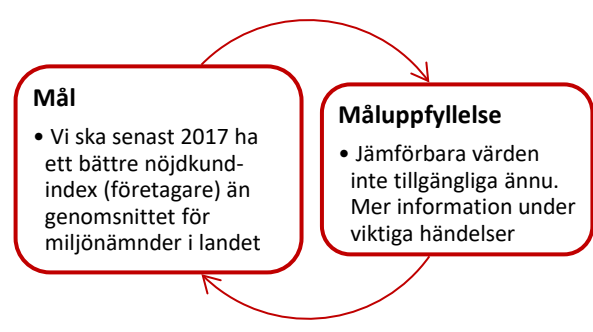 Mål
• Vi ska senast 2017 ha
ett bättre nöjdkund-
index (företagare) än
genomsnittet för
miljönämnder i landet
Måluppfyllelse
• Jämförbara värden
inte tillgängliga ännu.
Mer information under
viktiga händelser